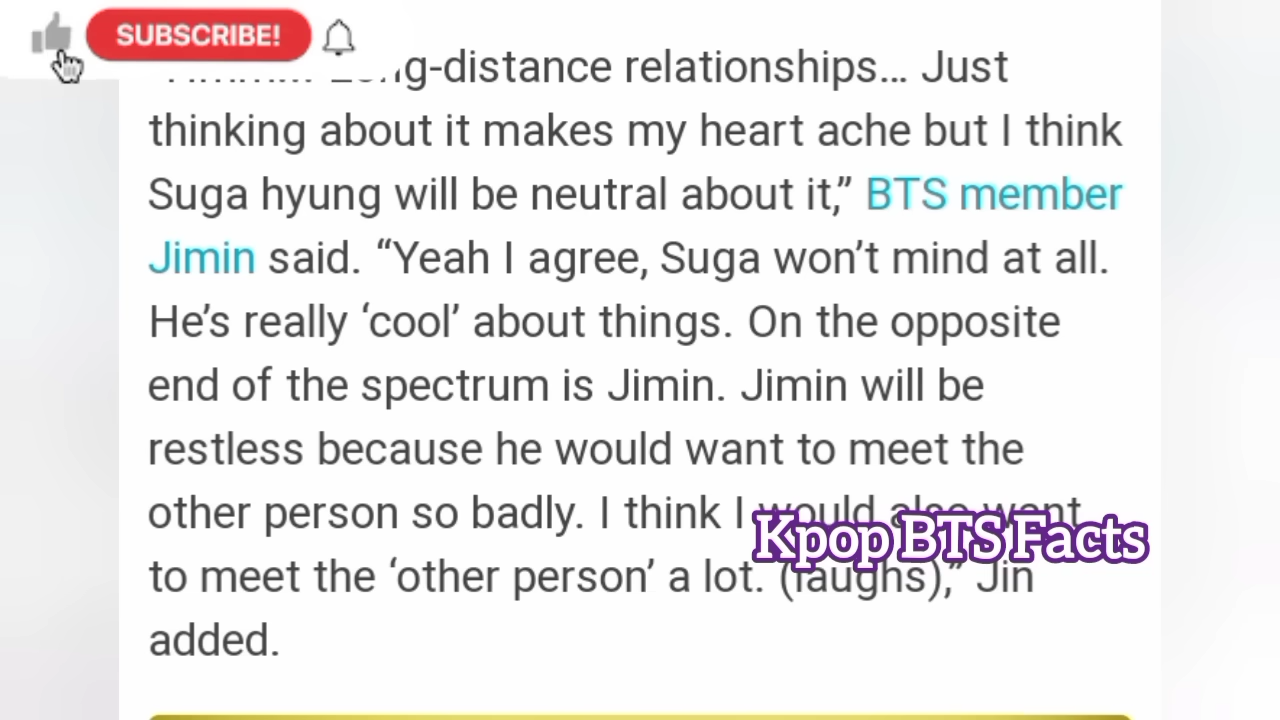 SUBSCRIBE!
relationships... Just
thinking about it makes my heart ache but I think
Suga hyung will be neutral about it,” BTS member
Jimin said. “Yeah I agree, Suga won’t mind at all.
He’s really ‘cool’ about things. On the opposite
end of the spectrum is Jimin. Jimin will be
restless because he would want to meet the
other person so badly. I think I would also want
Kpop BTS Facts
to meet the ‘other person’ a lot. (laughs),” Jin
added.